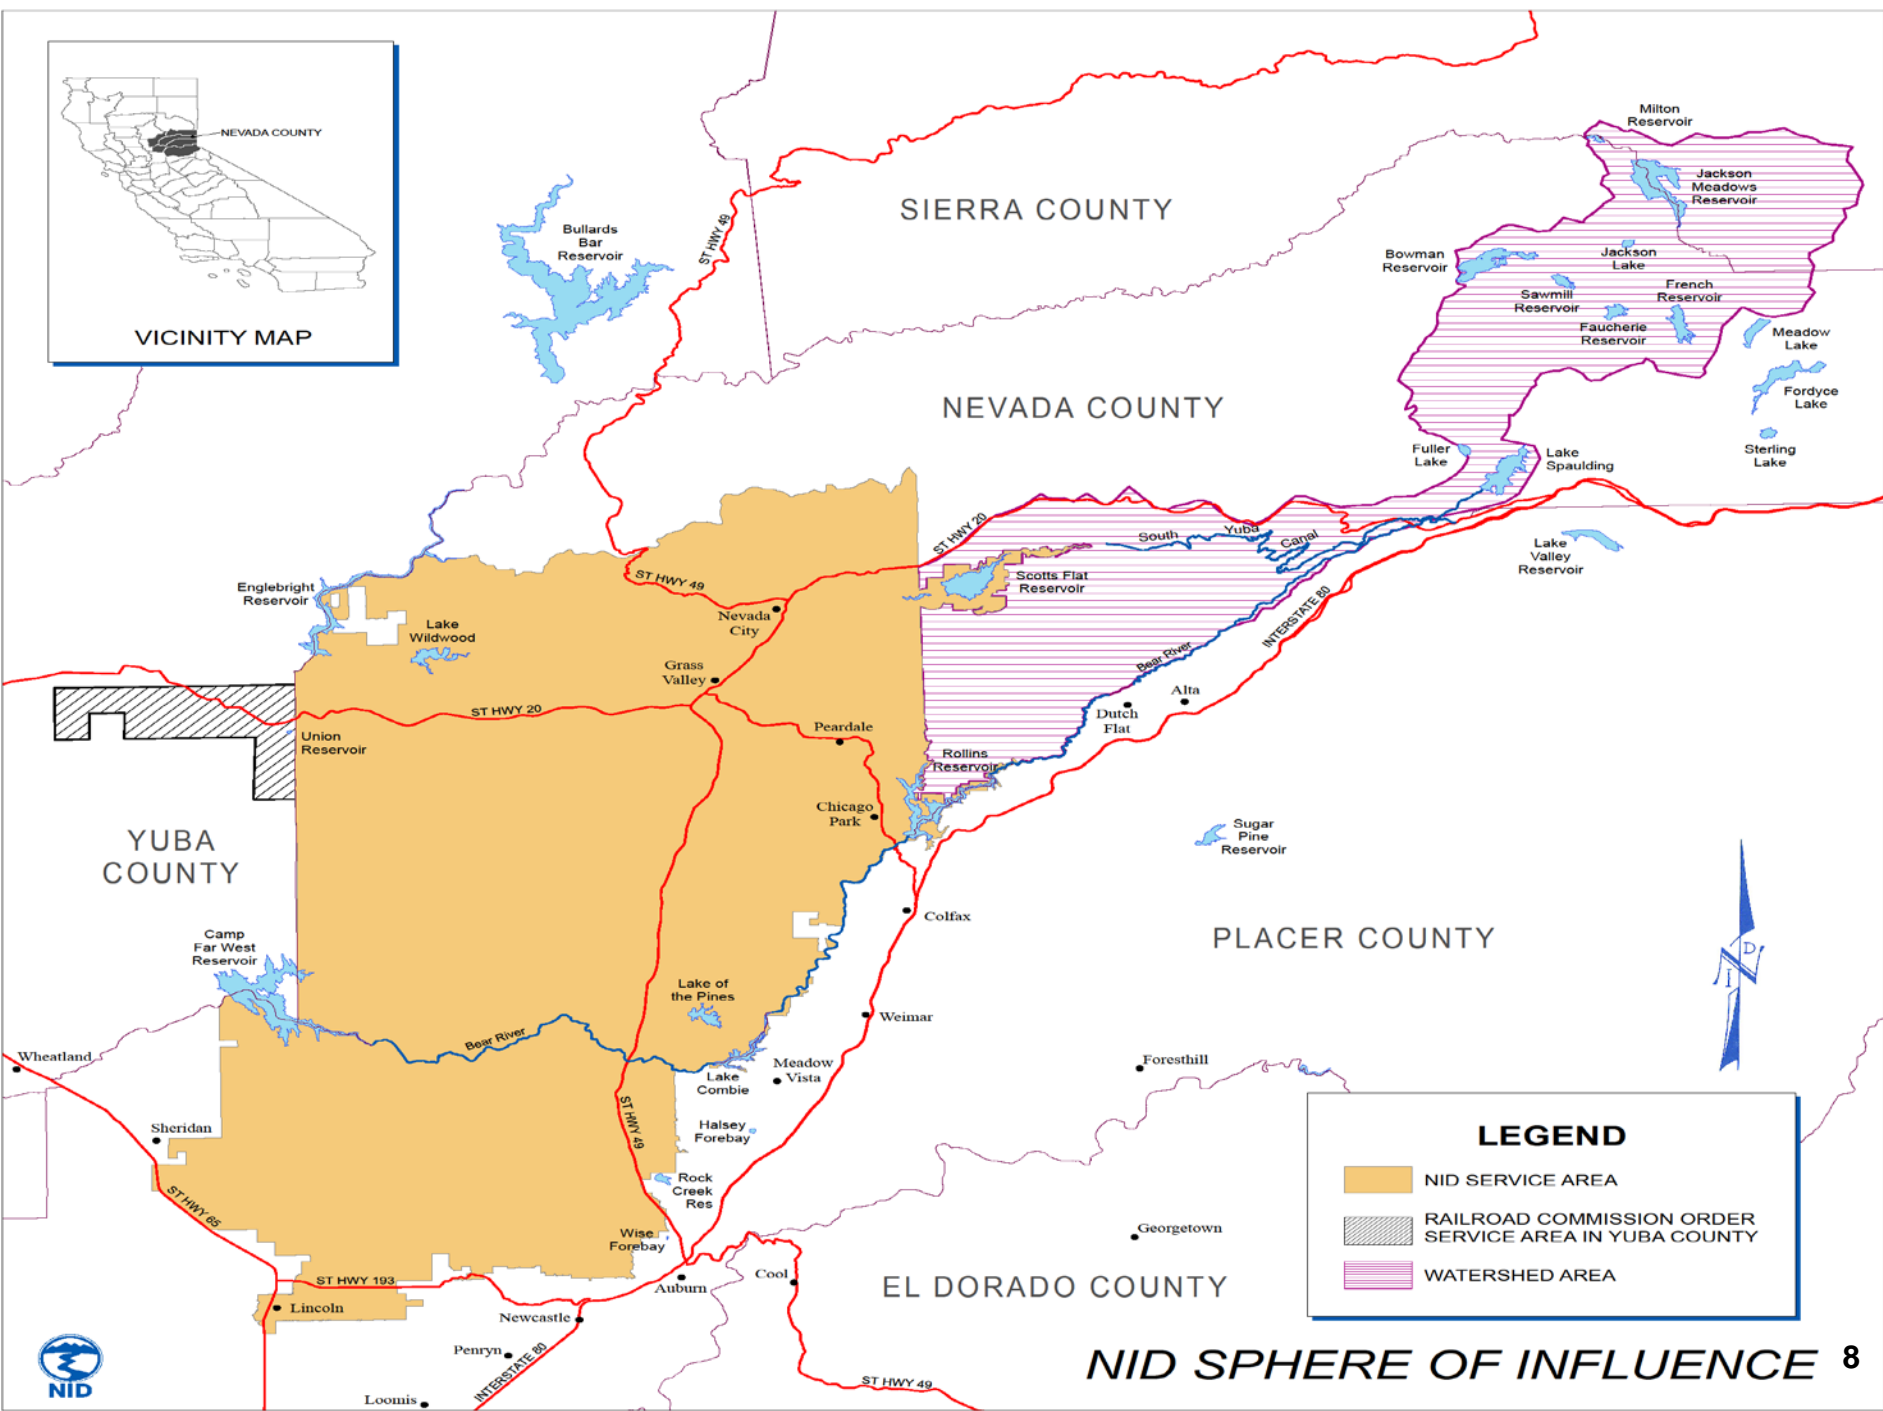 NEVADA COUNTY
VICINITY MAP
Milton
Reservoir
Jackson
Meadows
Reservoir
SIERRA COUNTY
ST HWY 49
Bullards
Bar
Reservoir
Bowman
Reservoir
Jackson
Lake
Sawmill
Reservoir
French
Reservoir
Faucherie
Reservoir
Meadow
Lake
Fordyce
Lake
NEVADA COUNTY
Fuller
Lake
Lake
Spaulding
Sterling
Lake
ST HWY 20
South
Yuba
Canal
Lake
Valley
Reservoir
Englebright
Reservoir
ST HWY 49
Scotts Flat
Reservoir
Lake
Wildwood
Nevada
City
INTERSTATE 80
Bear River
Grass
Valley
Alta
ST HWY 20
Dutch
Flat
Union
Reservoir
Peardale
Rollins
Reservoir
Chicago
Park
Sugar
Pine
Reservoir
YUBA
COUNTY
Colfax
PLACER COUNTY
Camp
Far West
Reservoir
Lake of
the Pines
Weimar
D
I
Bear River
Wheatland
Meadow
Vista
Lake
Combie
Foresthill
Sheridan
ST HWY 49
Halsey
Forebay
Rock
Creek
Res
ST HWY 65
Wise
Forebay
Georgetown
ST HWY 193
Auburn
Cool
EL DORADO COUNTY
Lincoln
Newcastle
Penryn
INTERSTATE 80
Loomis
ST HWY 49
LEGEND
NID SERVICE AREA
RAILROAD COMMISSION ORDER
SERVICE AREA IN YUBA COUNTY
WATERSHED AREA
NID
NID SPHERE OF INFLUENCE
8